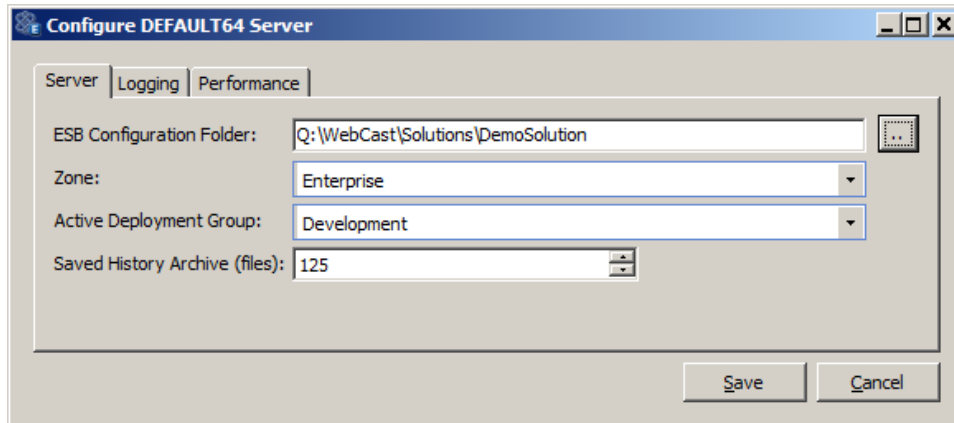 Configure DEFAULT64 Server
Server Logging Performance
ESB Configuration Folder: Q:\WebCast\Solutions\DemoSolution ..
Zone: Enterprise
Active Deployment Group: Development
Saved History Archive (files): 125
Save Cancel